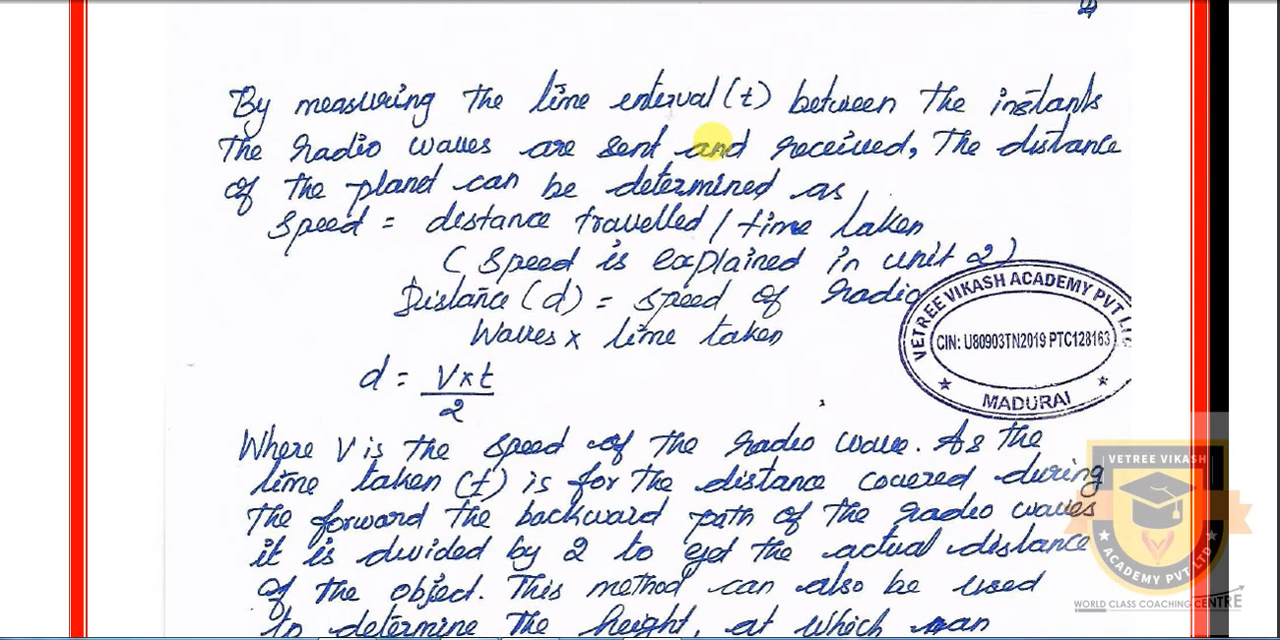 By measuring the time interval (t) between the instants
the radio waves are sent and received, The distance
of the planet can be determined as
Speed = distance travelled / time taken
( Speed is explained in unit 2)
Distance (d) = speed of radio
Waves x time taken
d = V x t
2
Where V is the speed of the radio wave. As the
time taken (t) is for the distance covered during
the forward the backward path of the radio waves
it is divided by 2 to get the actual distance
of the object. This method can also be used
to determine the height, at which an
VETREE VIKASH ACADEMY PVT LTD
CIN: U80903TN2019 PTC128163
MADURAI
VETREE VIKASH
ACADEMY PVT LTD
WORLD CLASS COACHING CENTRE